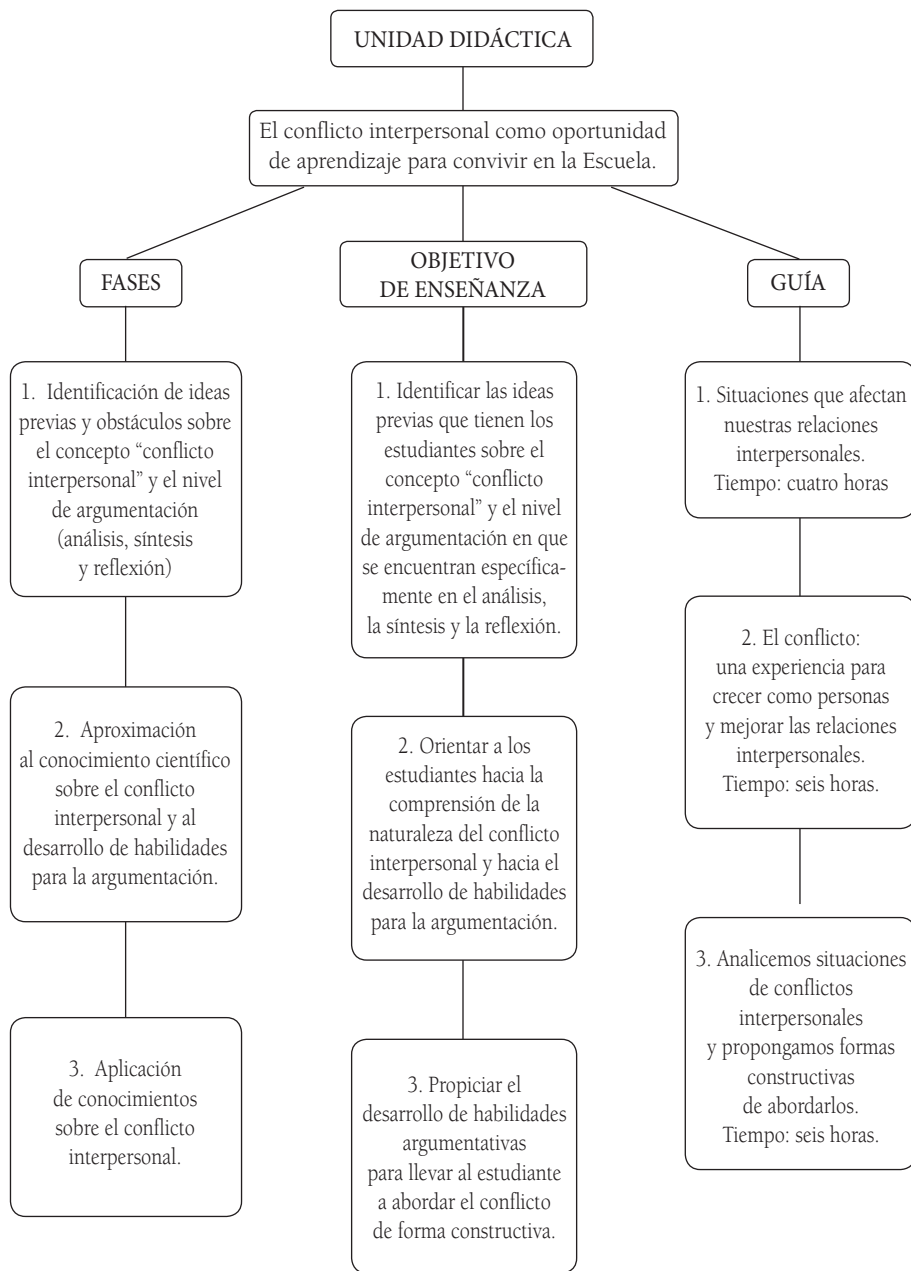 UNIDAD DIDÁCTICA
El conflicto interpersonal como oportunidad
de aprendizaje para convivir en la Escuela.
FASES
1. Identificación de ideas
previas y obstáculos sobre
el concepto “conflicto
interpersonal” y el nivel
de argumentación
(análisis, síntesis
y reflexión)
2. Aproximación
al conocimiento científico
sobre el conflicto
interpersonal y al
desarrollo de habilidades
para la argumentación.
3. Aplicación
de conocimientos
sobre el conflicto
interpersonal.
OBJETIVO
DE ENSEÑANZA
1. Identificar las ideas
previas que tienen los
estudiantes sobre el
concepto “conflicto
interpersonal” y el nivel
de argumentación en que
se encuentran específica-
mente en el análisis,
la síntesis y la reflexión.
2. Orientar a los
estudiantes hacia la
comprensión de la
naturaleza del conflicto
interpersonal y hacia el
desarrollo de habilidades
para la argumentación.
3. Propiciar el
desarrollo de habilidades
argumentativas
para llevar al estudiante
a abordar el conflicto
de forma constructiva.
GUÍA
1. Situaciones que afectan
nuestras relaciones
interpersonales.
Tiempo: cuatro horas
2. El conflicto:
una experiencia para
crecer como personas
y mejorar las relaciones
interpersonales.
Tiempo: seis horas.
3. Analicemos situaciones
de conflictos
interpersonales
y propongamos formas
constructivas
de abordarlos.
Tiempo: seis horas.